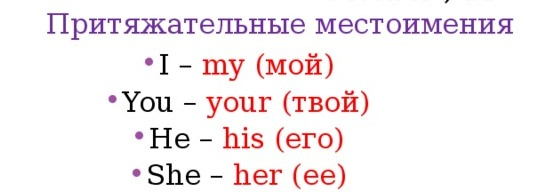 Притяжательные местоимения
•I – my (мой)
•You – your (твой)
•He – his (его)
•She – her (ее)